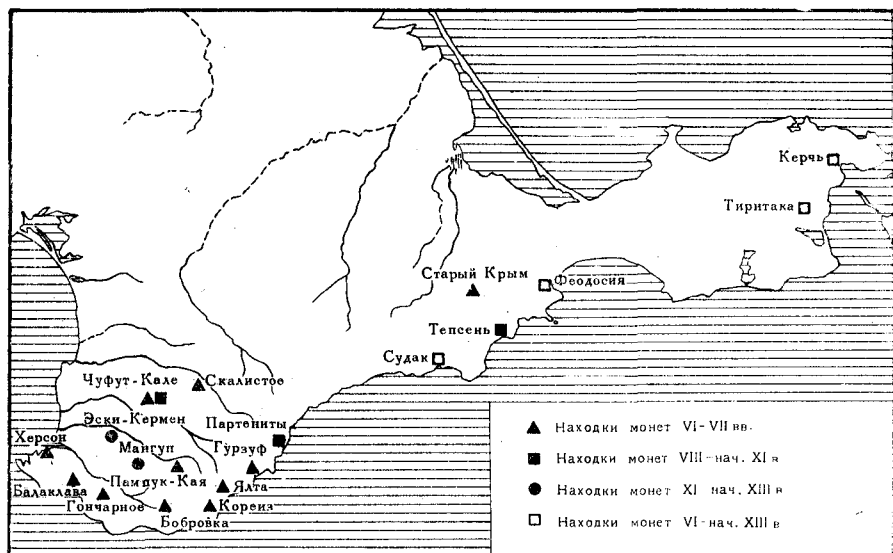 Керчь
Тиритака
Старый Крым
Феодосия
Тепсень
Судак
Чуфут-Кале
Скалистое
Эски-Кермен
Партениты
Херсон
Мангуп
Гурзуф
Пампук-Кая
Балаклава
Ялта
Гончарное
Кореиз
Бобровка
Находки монет VI-VII вв.
Находки монет VIII-нач. XI в
Находки монет XI-нач. XIII в
Находки монет VI-нач. XIII в